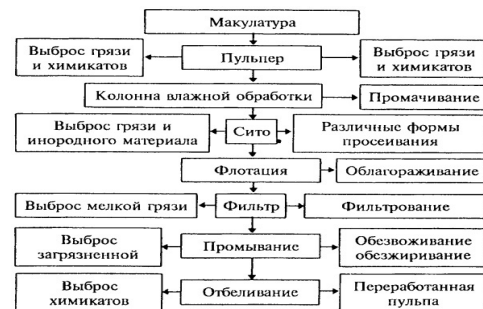 Макулатура
Выброс грязи
и химикатов
Пульпер
Выброс грязи
и химикатов
Колонна влажной обработки
Промачивание
Выброс грязи и
инородного материала
Сито
Различные формы
просеивания
Флотация
Облагораживание
Выброс мелкой грязи
Фильтр
Фильтрование
Выброс
загрязненной
Промывание
Обезвоживание
обезжиривание
Выброс
химикатов
Отбеливание
Переработанная
пульпа